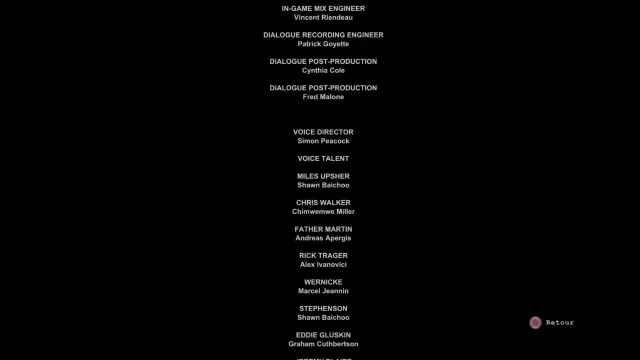 IN-GAME MIX ENGINEER
Vincent Riendeau
DIALOGUE RECORDING ENGINEER
Patrick Goyette
DIALOGUE POST-PRODUCTION
Cynthia Cole
DIALOGUE POST-PRODUCTION
Fred Malone
VOICE DIRECTOR
Simon Peacock
VOICE TALENT
MILES UPSHER
Shawn Baichoo
CHRIS WALKER
Chimwemwe Miller
FATHER MARTIN
Andreas Apergis
RICK TRAGER
Alex Ivanovici
WERNICKE
Marcel Jeannin
STEPHENSON
Shawn Baichoo
EDDIE GLUSKIN
Graham Cuthbertson
Retour